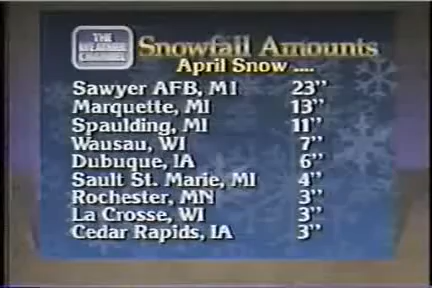 THE
WEATHER
CHANNEL
Snowfall Amounts
April Snow ....
Sawyer AFB, MI 23"
Marquette, MI 13"
Spaulding, MI 11"
Wausau, WI 7"
Dubuque, IA 6"
Sault St. Marie, MI 4"
Rochester, MN 3"
La Crosse, WI 3"
Cedar Rapids, IA 3"